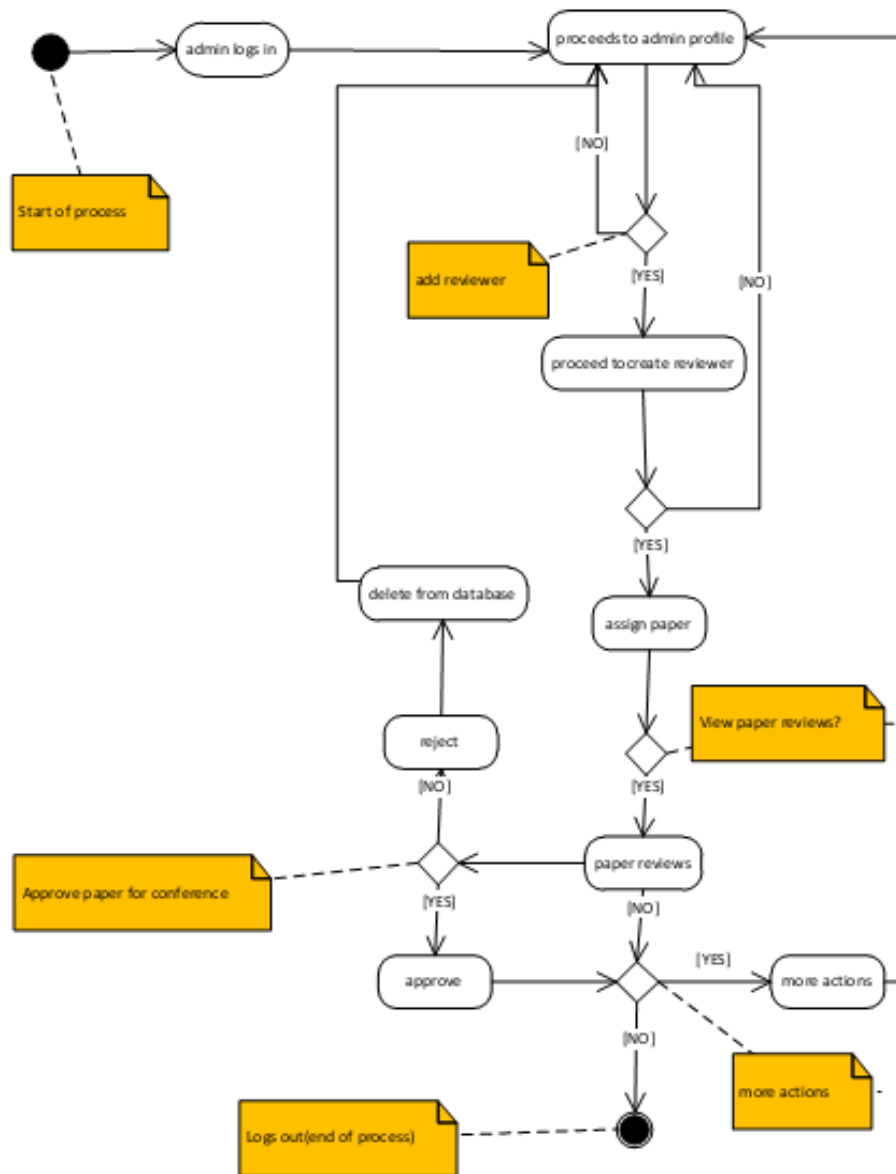 proceeds to admin profile
admin logs in
[NO]
Start of process
add reviewer
[YES]
[NO]
proceed to create reviewer
[YES]
delete from database
assign paper
View paper reviews?
reject
[NO]
[YES]
Approve paper for conference
paper reviews
[YES]
[NO]
approve
[YES]
more actions
[NO]
more actions
Logs out(end of process)